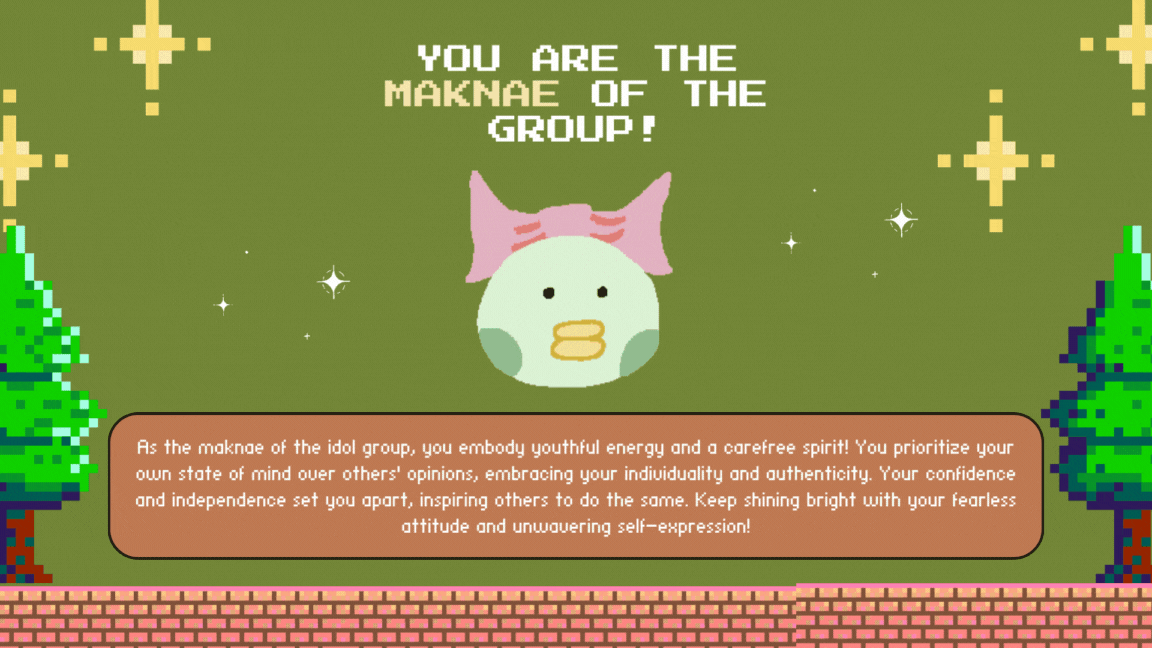 YOU ARE THE
MAKNAE OF THE
GROUP!
As the maknae of the idol group, you embody youthful energy and a carefree spirit! You prioritize your
own state of mind over others' opinions, embracing your individuality and authenticity. Your confidence
and independence set you apart, inspiring others to do the same. Keep shining bright with your fearless
attitude and unwavering self-expression!